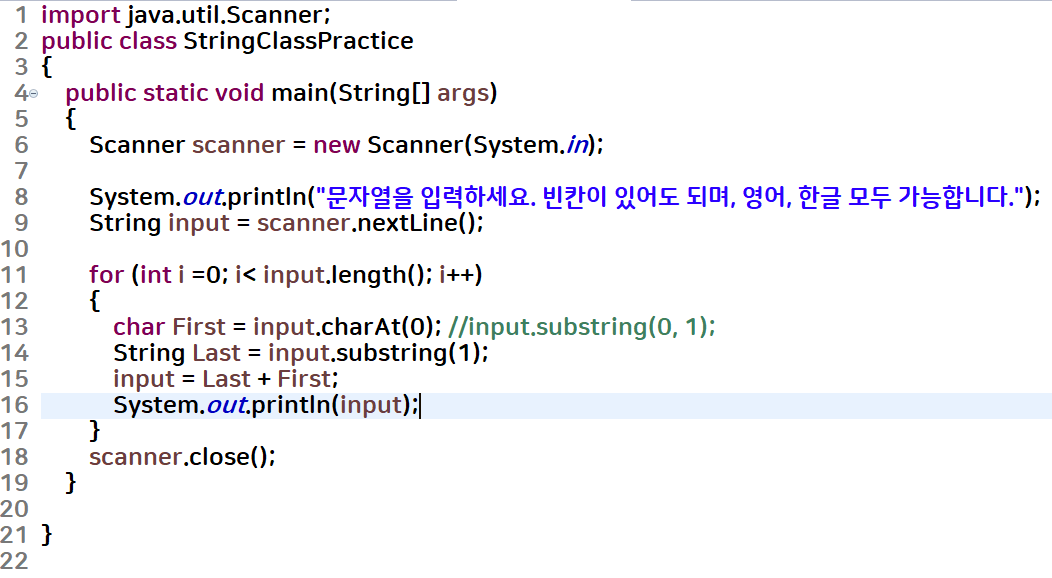 1 import java.util.Scanner;
2 public class StringClassPractice
3 {
4 public static void main(String[] args)
5 {
6 Scanner scanner = new Scanner(System.in);
7
8 System.out.println("문자열을 입력하세요. 빈칸이 있어도 되며, 영어, 한글 모두 가능합니다.");
9 String input = scanner.nextLine();
10
11 for (int i =0; i< input.length(); i++)
12 {
13 char First = input.charAt(0); //input.substring(0, 1);
14 String Last = input.substring(1);
15 input = Last + First;
16 System.out.println(input);
17 }
18 scanner.close();
19 }
20
21 }
22